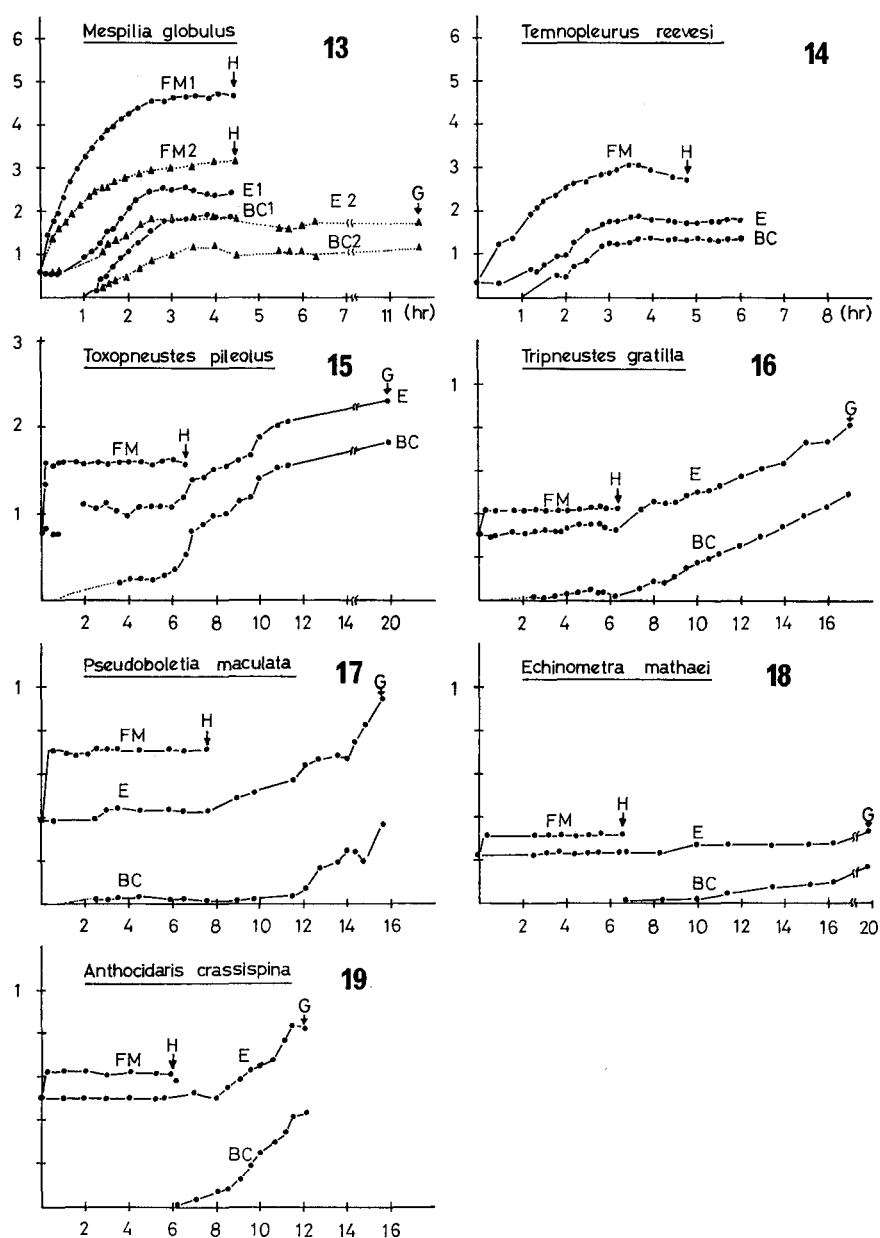 Mespilia globulus 13
6
5
4
3
2
1
FM1
H
FM2
H
E1
BC1
E2
G
BC2
1 2 3 4 5 6 7 11 (hr)
Temnopleurus reevesi 14
6
5
4
3
2
1
FM
H
E
BC
1 2 3 4 5 6 7 8 (hr)
Toxopneustes pileolus 15
3
2
1
FM
H
G
E
BC
2 4 6 8 10 12 14 20
Tripneustes gratilla 16
1
FM
H
E
G
BC
2 4 6 8 10 12 14 16
Pseudoboletia maculata 17
1
FM
H
G
E
BC
2 4 6 8 10 12 14 16
Echinometra mathaei 18
1
FM
H
E
G
BC
2 4 6 8 10 12 14 16 20
Anthocidaris crassispina 19
1
FM
H
E
G
BC
2 4 6 8 10 12 14 16